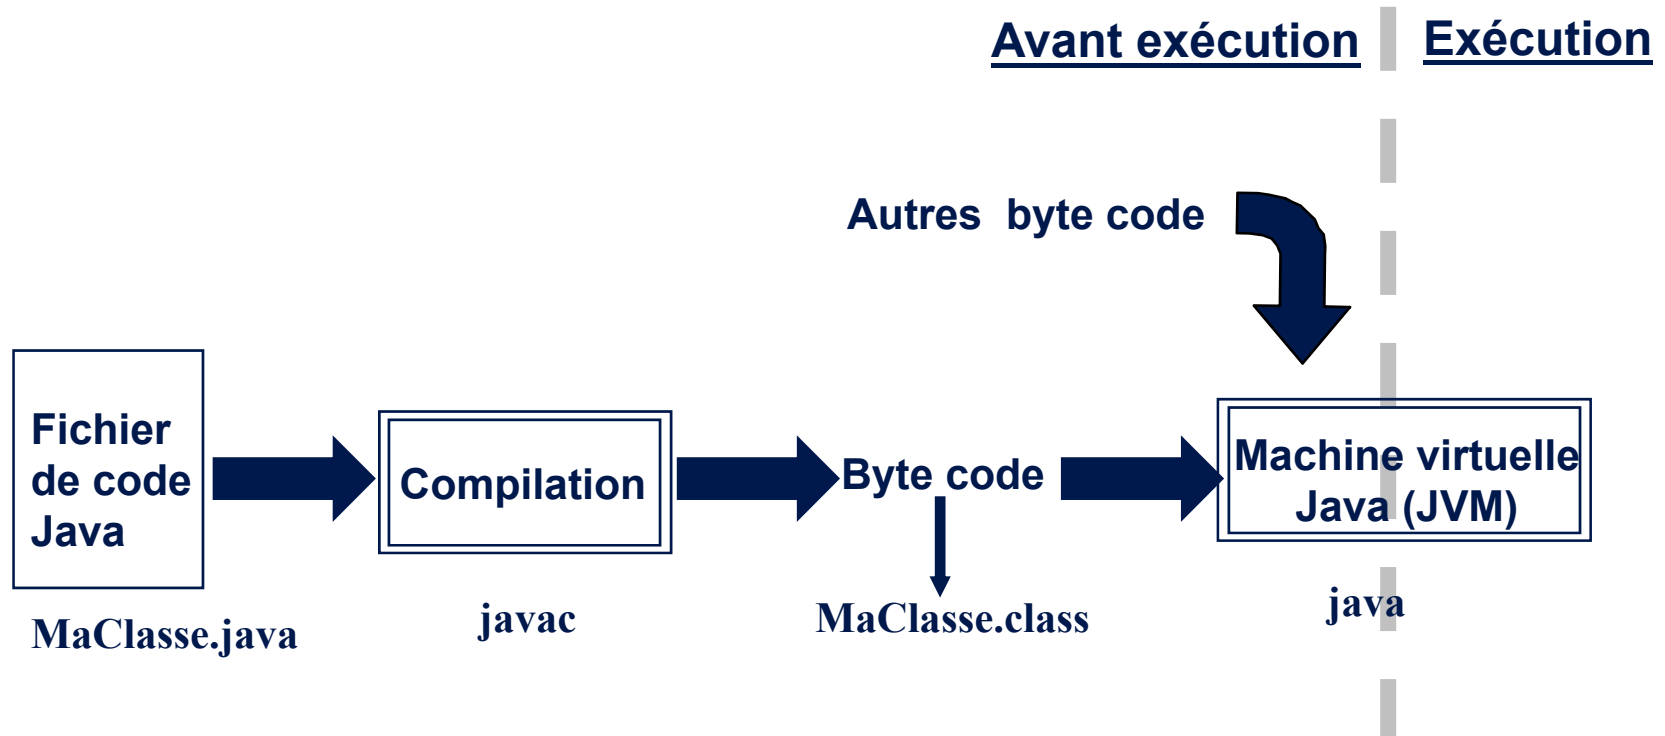 Avant exécution
Exécution
Autres byte code
Fichier
de code
Java
Compilation
Byte code
Machine virtuelle
Java (JVM)
MaClasse.java
javac
MaClasse.class
java